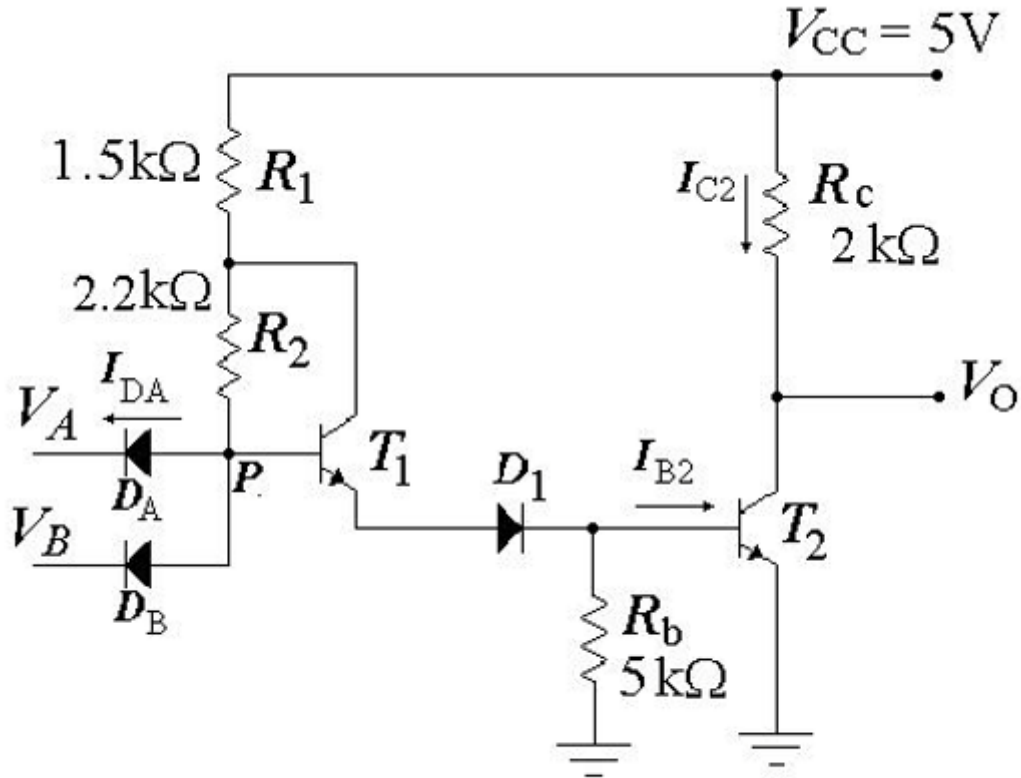 V_CC = 5V
1.5kΩ
R_1
I_C2
R_c
2 kΩ
2.2kΩ
R_2
I_DA
V_A
D_A
P
T_1
D_1
I_B2
V_O
V_B
D_B
T_2
R_b
5kΩ